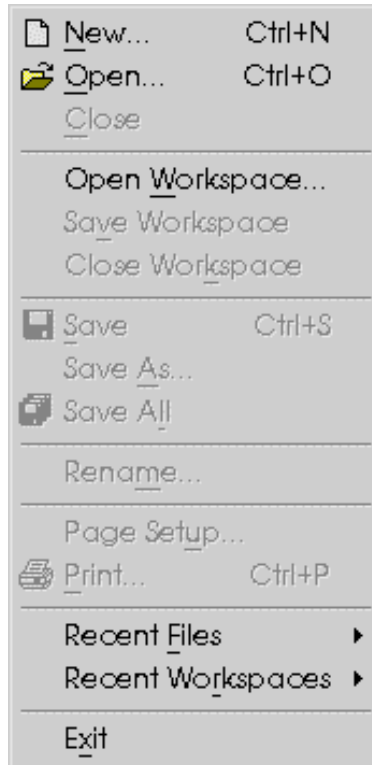 New... Ctrl+N
Open... Ctrl+O
Close
Open Workspace...
Save Workspace
Close Workspace
Save Ctrl+S
Save As...
Save All
Rename...
Page Setup...
Print... Ctrl+P
Recent Files
Recent Workspaces
Exit